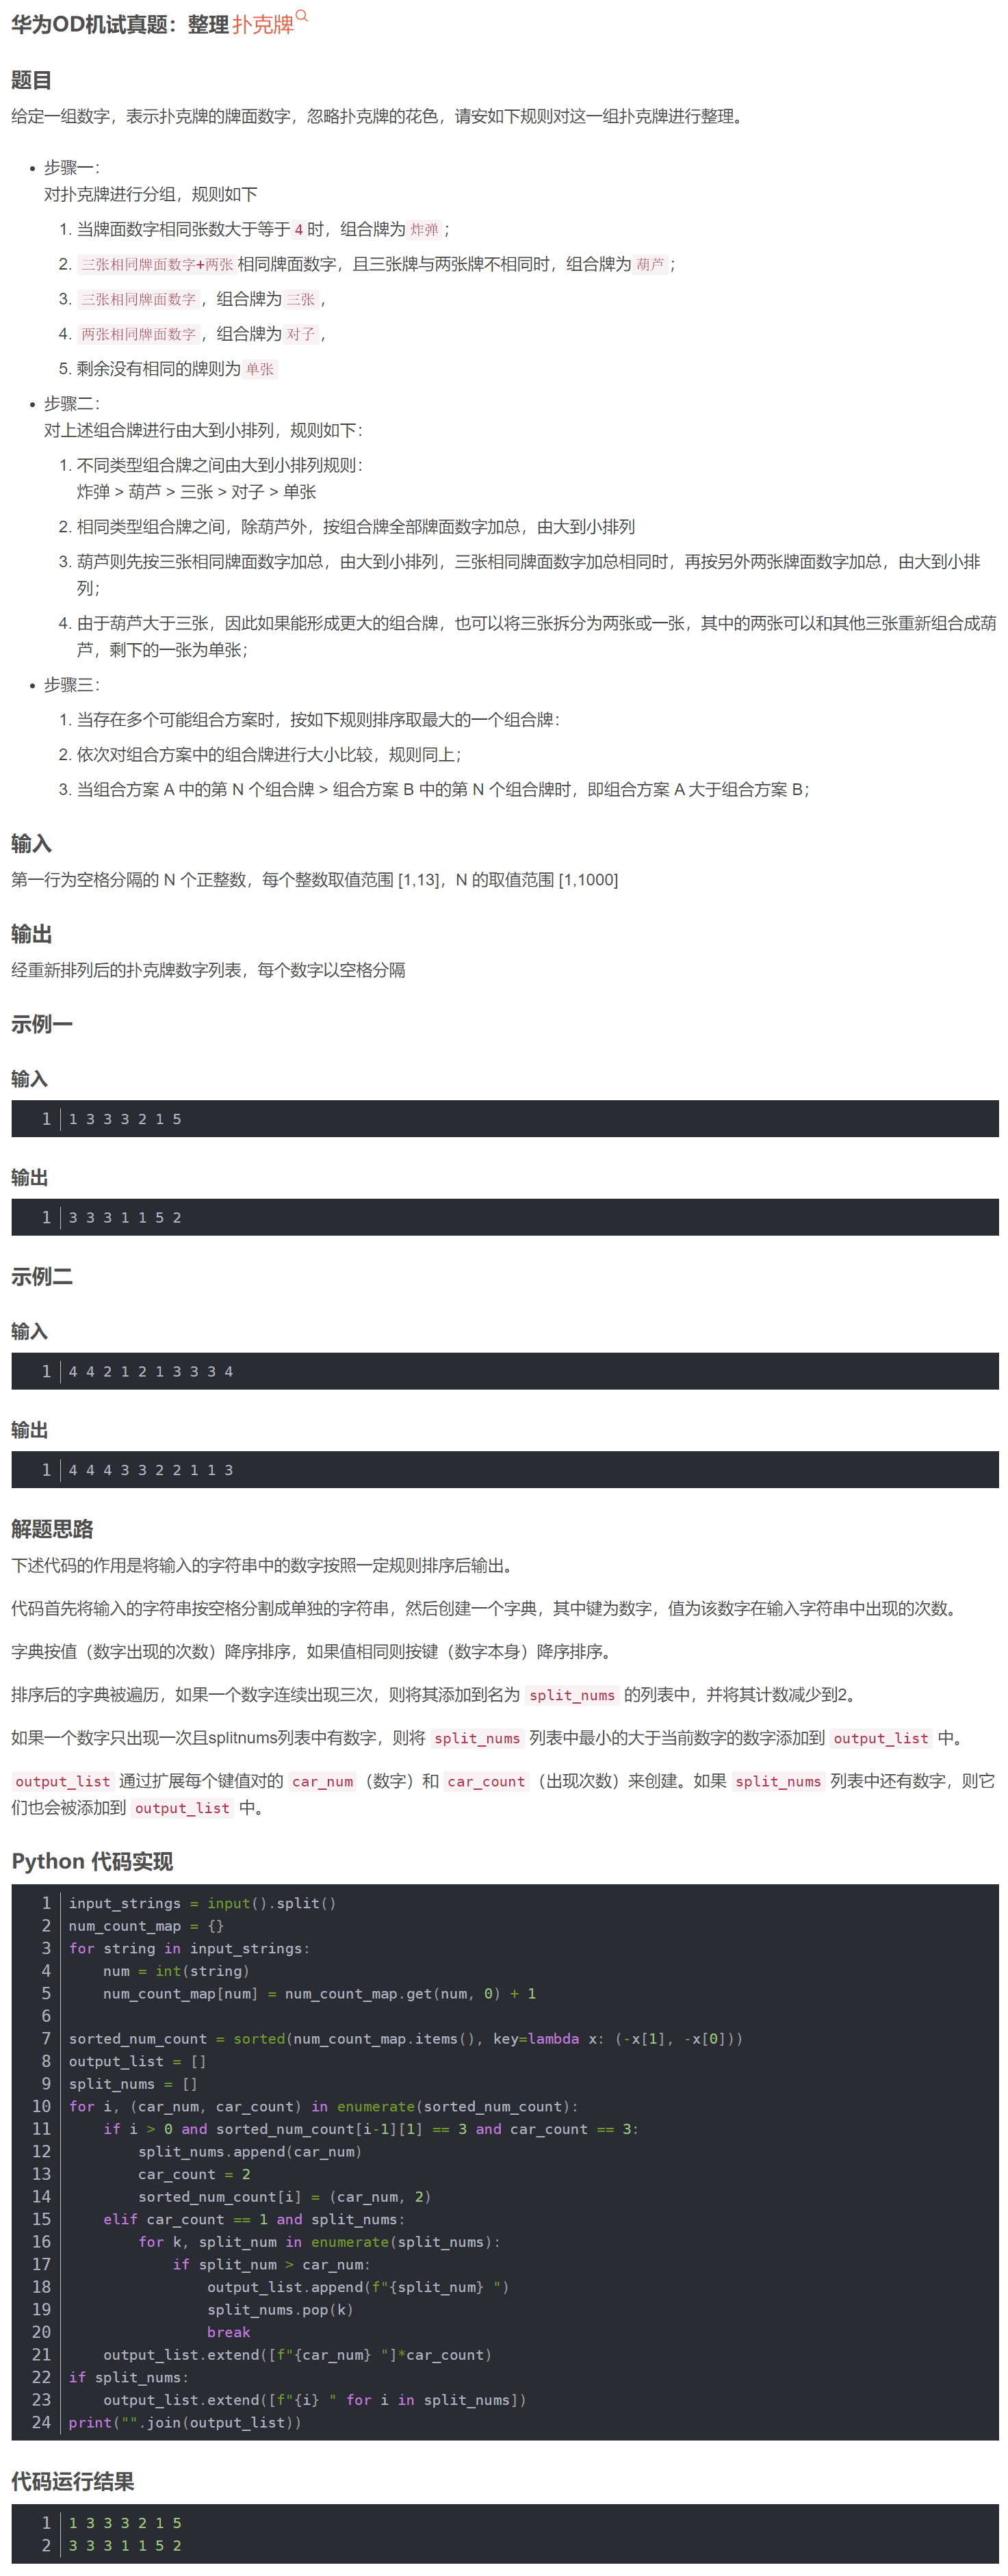 华为OD机试真题：整理扑克牌
题目
给定一组数字，表示扑克牌的牌面数字，忽略扑克牌的花色，请安如下规则对这一组扑克牌进行整理。
• 步骤一：
对扑克牌进行分组，规则如下
1. 当牌面数字相同张数大于等于 4 时，组合牌为 炸弹；
2. 三张相同牌面数字+两张 相同牌面数字，且三张牌与两张牌不相同时，组合牌为 葫芦；
3. 三张相同牌面数字，组合牌为 三张，
4. 两张相同牌面数字，组合牌为 对子，
5. 剩余没有相同的牌则为 单张
• 步骤二：
对上述组合牌进行由大到小排列，规则如下：
1. 不同类型组合牌之间由大到小排列规则：
炸弹 > 葫芦 > 三张 > 对子 > 单张
2. 相同类型组合牌之间，除葫芦外，按组合牌全部牌面数字加总，由大到小排列
3. 葫芦则先按三张相同牌面数字加总，由大到小排列，三张相同牌面数字加总相同时，再按另外两张牌面数字加总，由大到小排
列；
4. 由于葫芦大于三张，因此如果能形成更大的组合牌，也可以将三张拆分为两张或一张，其中的两张可以和其他三张重新组合成葫
芦，剩下的一张为单张；
• 步骤三：
1. 当存在多个可能组合方案时，按如下规则排序取最大的一个组合牌：
2. 依次对组合方案中的组合牌进行大小比较，规则同上；
3. 当组合方案 A 中的第 N 个组合牌 > 组合方案 B 中的第 N 个组合牌时，即组合方案 A 大于组合方案 B；
输入
第一行为空格分隔的 N 个正整数，每个整数取值范围 [1,13]，N 的取值范围 [1,1000]
输出
经重新排列后的扑克牌数字列表，每个数字以空格分隔
示例一
输入
1 1 3 3 3 2 1 5
输出
1 3 3 3 1 1 5 2
示例二
输入
1 4 4 2 1 2 1 3 3 3 4
输出
1 4 4 4 3 3 2 2 1 1 3
解题思路
下述代码的作用是将输入的字符串中的数字按照一定规则排序后输出。
代码首先将输入的字符串按空格分割成单独的字符串，然后创建一个字典，其中键为数字，值为该数字在输入字符串中出现的次数。
字典按值（数字出现的次数）降序排序，如果值相同则按键（数字本身）降序排序。
排序后的字典被遍历，如果一个数字连续出现三次，则将其添加到名为 split_nums 的列表中，并将其计数减少到2。
如果一个数字只出现一次且splitnums列表中有数字，则将 split_nums 列表中最小的大于当前数字的数字添加到 output_list 中。
output_list 通过扩展每个键值对的 car_num（数字）和 car_count（出现次数）来创建。如果 split_nums 列表中还有数字，则它
们也会被添加到 output_list 中。
Python 代码实现
1 input_strings = input().split()
2 num_count_map = {}
3 for string in input_strings:
4     num = int(string)
5     num_count_map[num] = num_count_map.get(num, 0) + 1
6
7 sorted_num_count = sorted(num_count_map.items(), key=lambda x: (-x[1], -x[0]))
8 output_list = []
9 split_nums = []
10 for i, (car_num, car_count) in enumerate(sorted_num_count):
11     if i > 0 and sorted_num_count[i-1][1] == 3 and car_count == 3:
12         split_nums.append(car_num)
13         car_count = 2
14         sorted_num_count[i] = (car_num, 2)
15     elif car_count == 1 and split_nums:
16         for k, split_num in enumerate(split_nums):
17             if split_num > car_num:
18                 output_list.append(f"{split_num} ")
19                 split_nums.pop(k)
20                 break
21     output_list.extend([f"{car_num} "]*car_count)
22 if split_nums:
23     output_list.extend([f"{i} " for i in split_nums])
24 print("".join(output_list))
代码运行结果
1 1 3 3 3 2 1 5
2 3 3 3 1 1 5 2